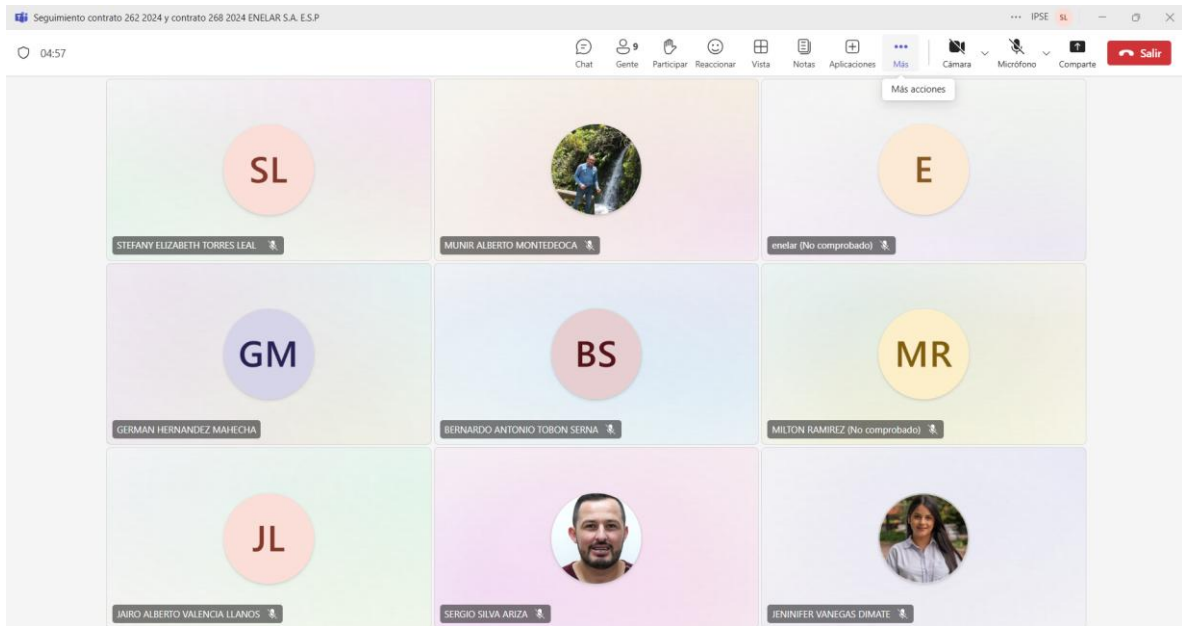 Seguimiento contrato 262 2024 y contrato 268 2024 ENELAR S.A. E.S.P
IPSE SL
04:57
9
Chat Gente Participar Reaccionar Vista Notas Aplicaciones Más Cámara Micrófono Comparte Salir
Más acciones
SL
E
STEFANY ELIZABETH TORRES LEAL
MUNIR ALBERTO MONTEDEOCA
enelar (No comprobado)
GM
BS
MR
GERMAN HERNANDEZ MAHECHA
BERNARDO ANTONIO TOBON SERNA
MILTON RAMIREZ (No comprobado)
JL
JAIRO ALBERTO VALENCIA LLANOS
SERGIO SILVA ARIZA
JENINIFER VANEGAS DIMATE